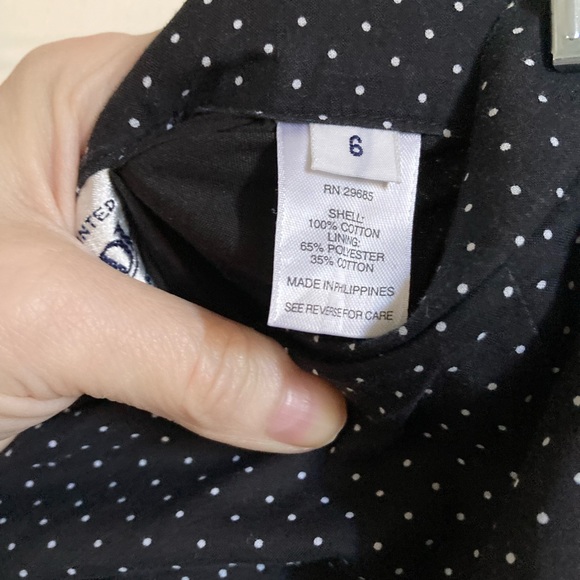 6
RN 29685
SHELL:
100% COTTON
LINING:
65% POLYESTER
35% COTTON
MADE IN PHILIPPINES
SEE REVERSE FOR CARE